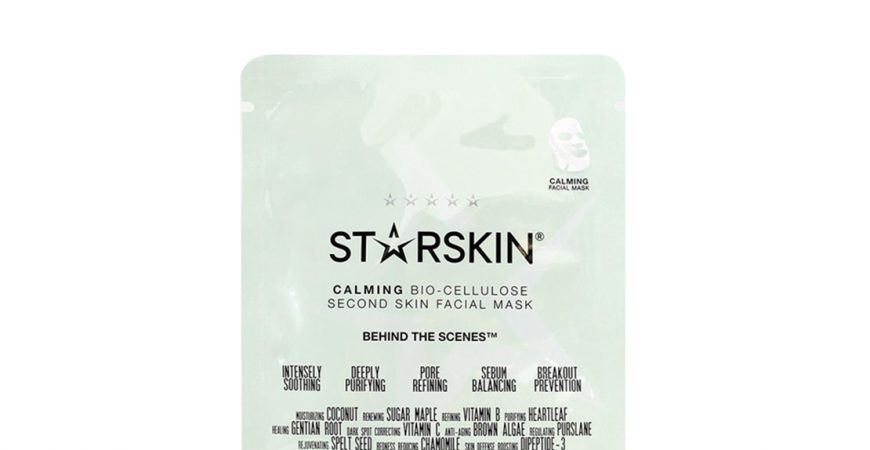 CALMING
FACIAL MASK
STARSKIN®
CALMING BIO-CELLULOSE
SECOND SKIN FACIAL MASK
BEHIND THE SCENES™
INTENSELY SOOTHING
DEEPLY PURIFYING
PORE REFINING
SEBUM BALANCING
BREAKOUT PREVENTION
MOISTURIZING COCONUT RENEWING SUGAR MAPLE REFINING VITAMIN B PURIFYING HEARTLEAF
HEALING GENTIAN ROOT DARK SPOT CORRECTING VITAMIN C ANTI-AGING BROWN ALGAE REGULATING PURSLANE
REJUVENATING SPELT SEED REDNESS REDUCING CHAMOMILE SKIN DEFENSE BOOSTING DIPEPTIDE-3